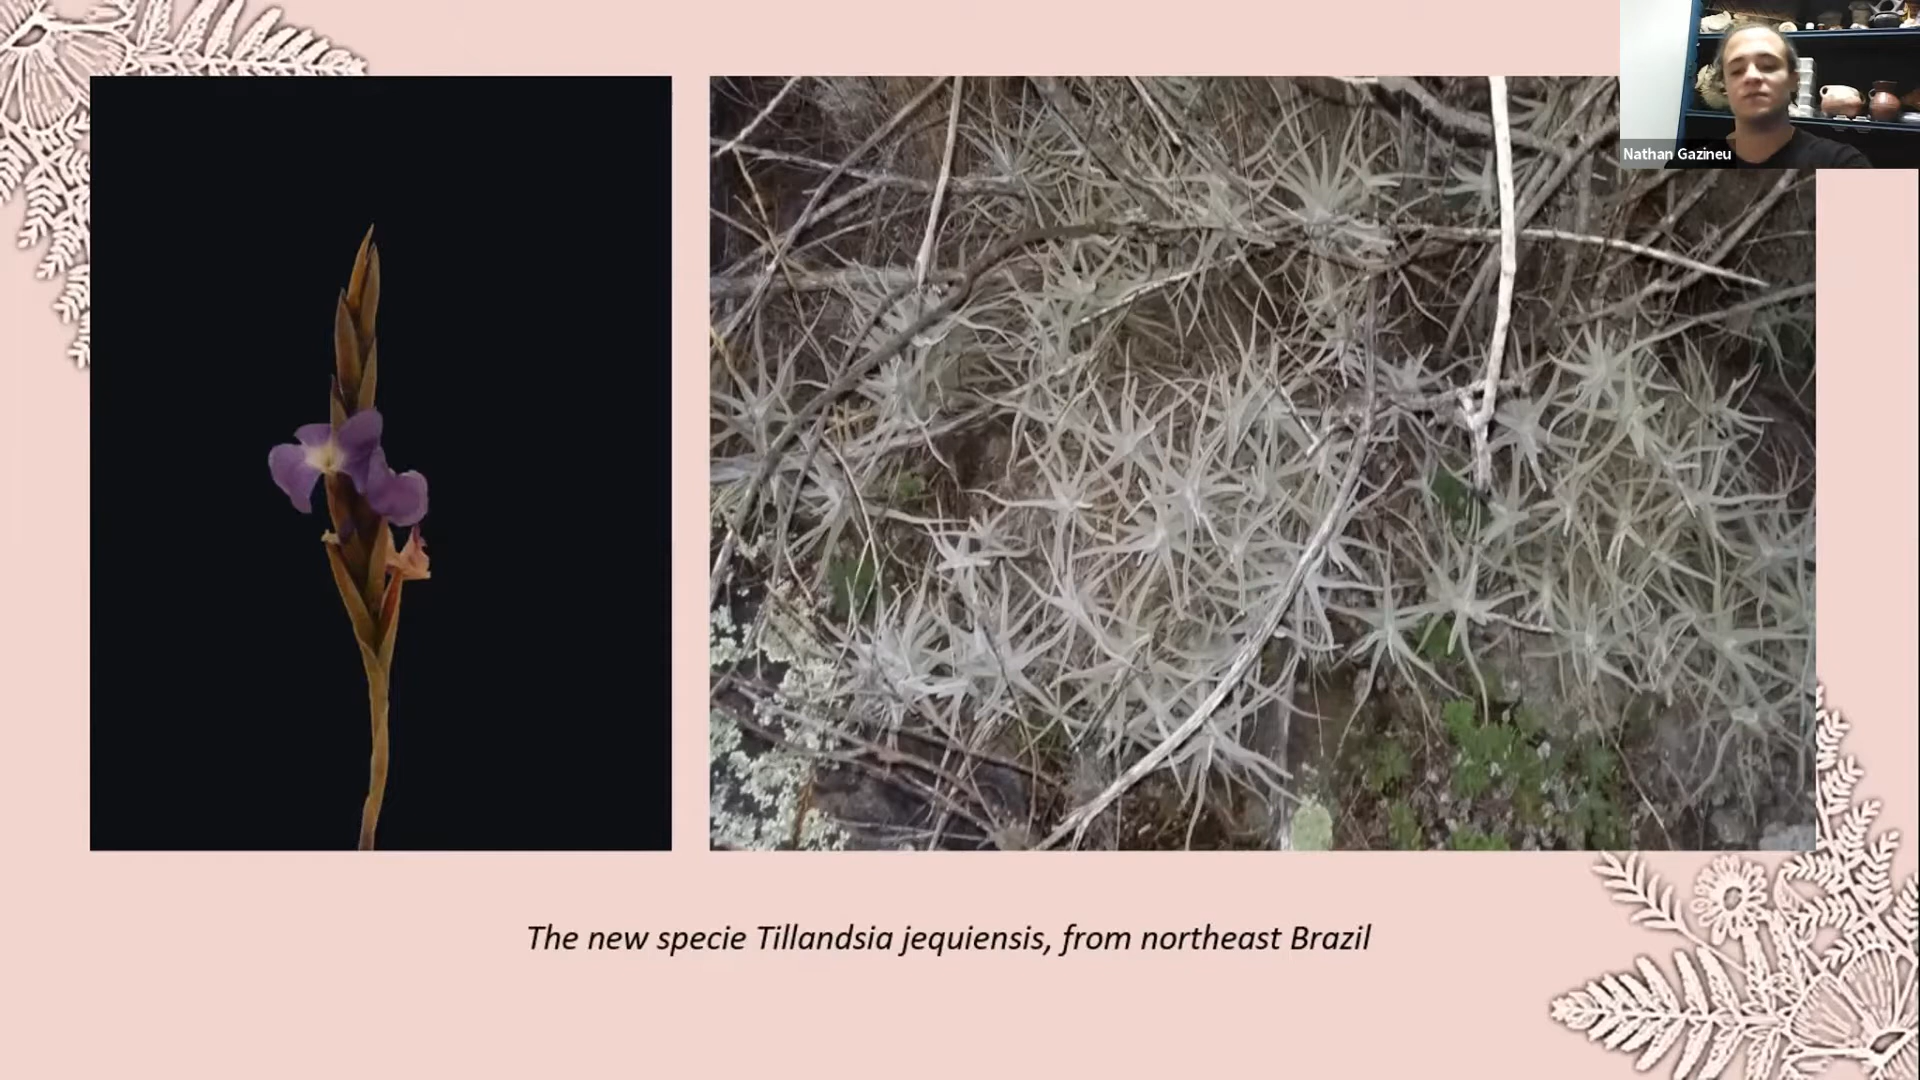 Nathan Gazineu
The new specie Tillandsia jequiensis, from northeast Brazil